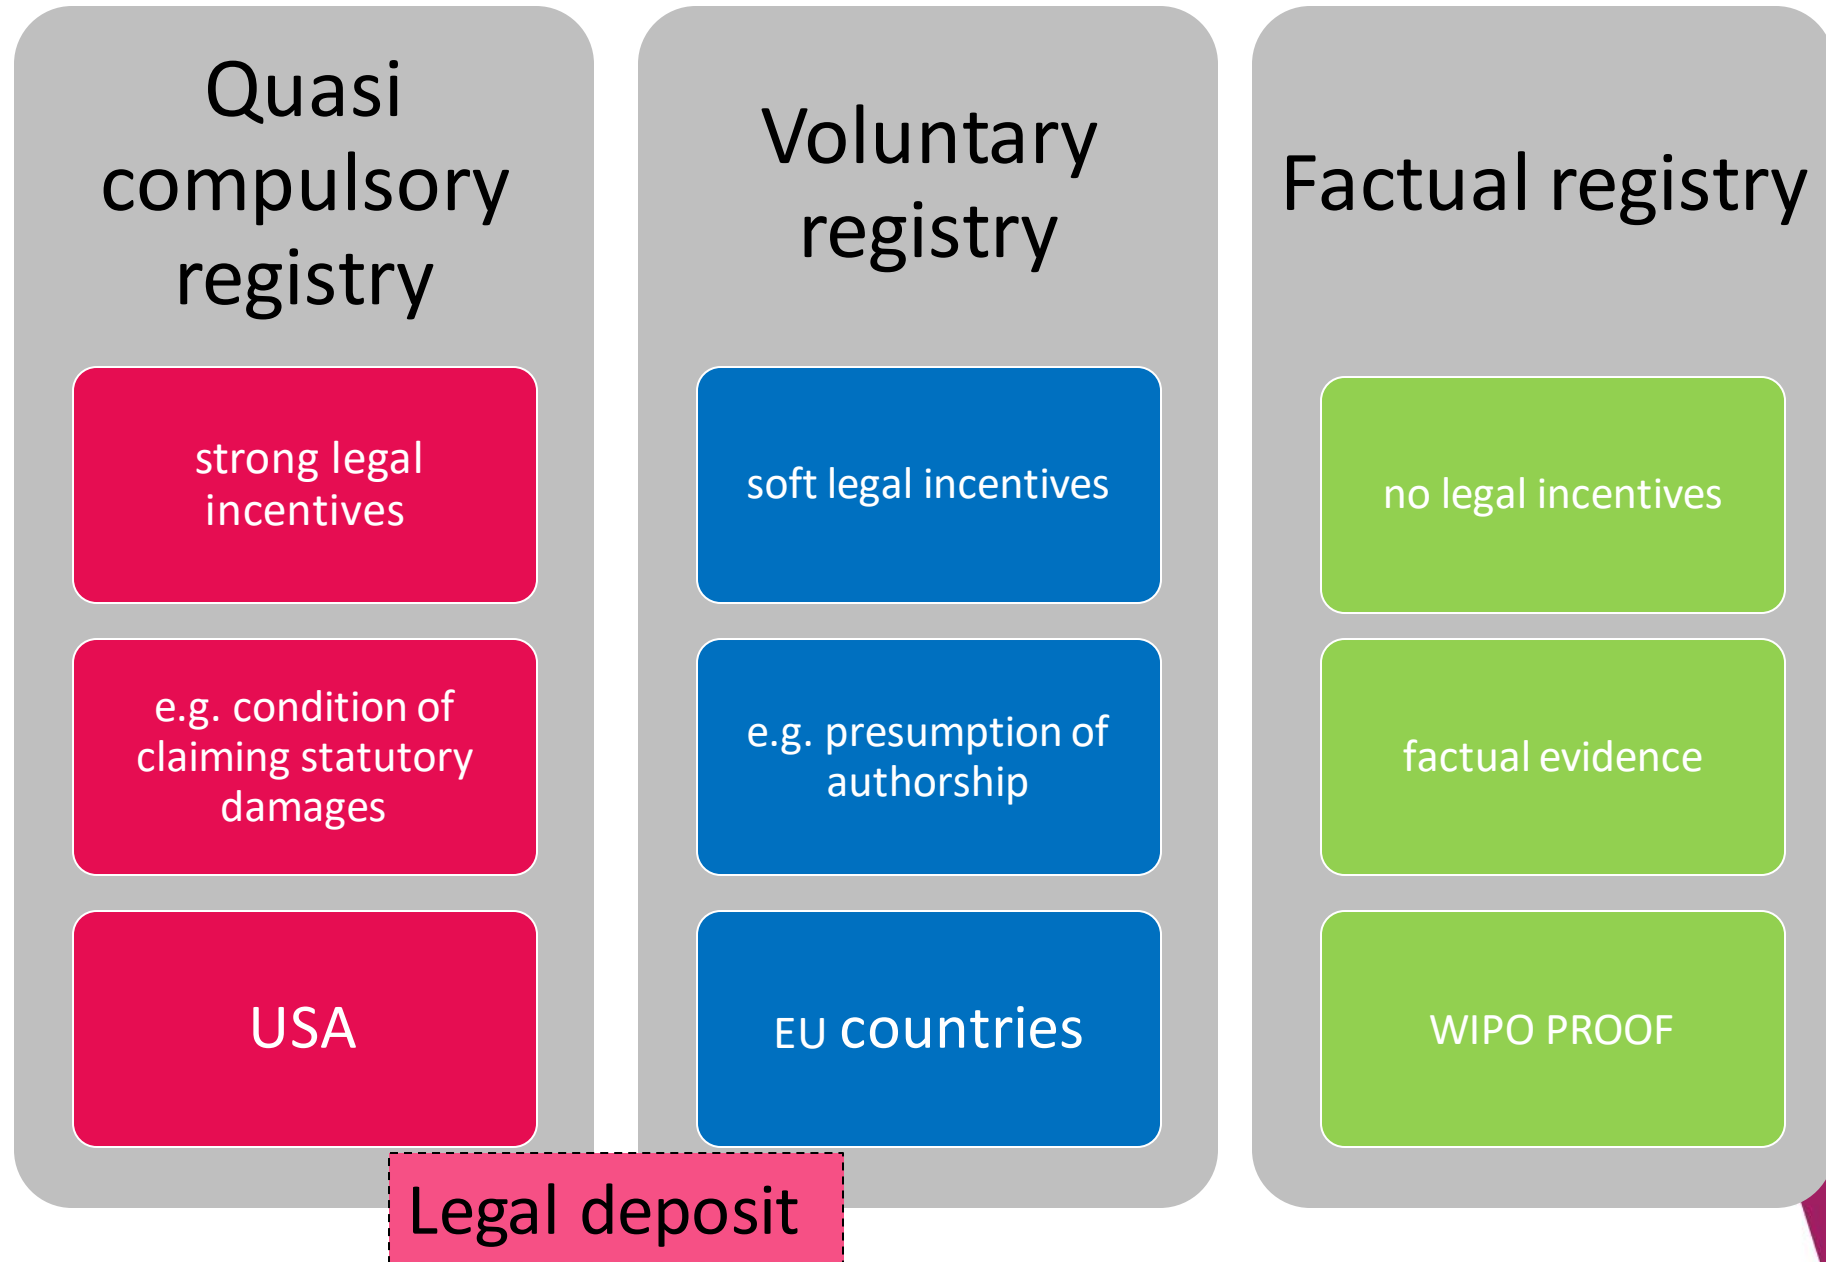 Quasi
compulsory
registry
strong legal
incentives
e.g. condition of
claiming statutory
damages
USA
Voluntary
registry
soft legal incentives
e.g. presumption of
authorship
EU countries
Factual registry
no legal incentives
factual evidence
WIPO PROOF
Legal deposit